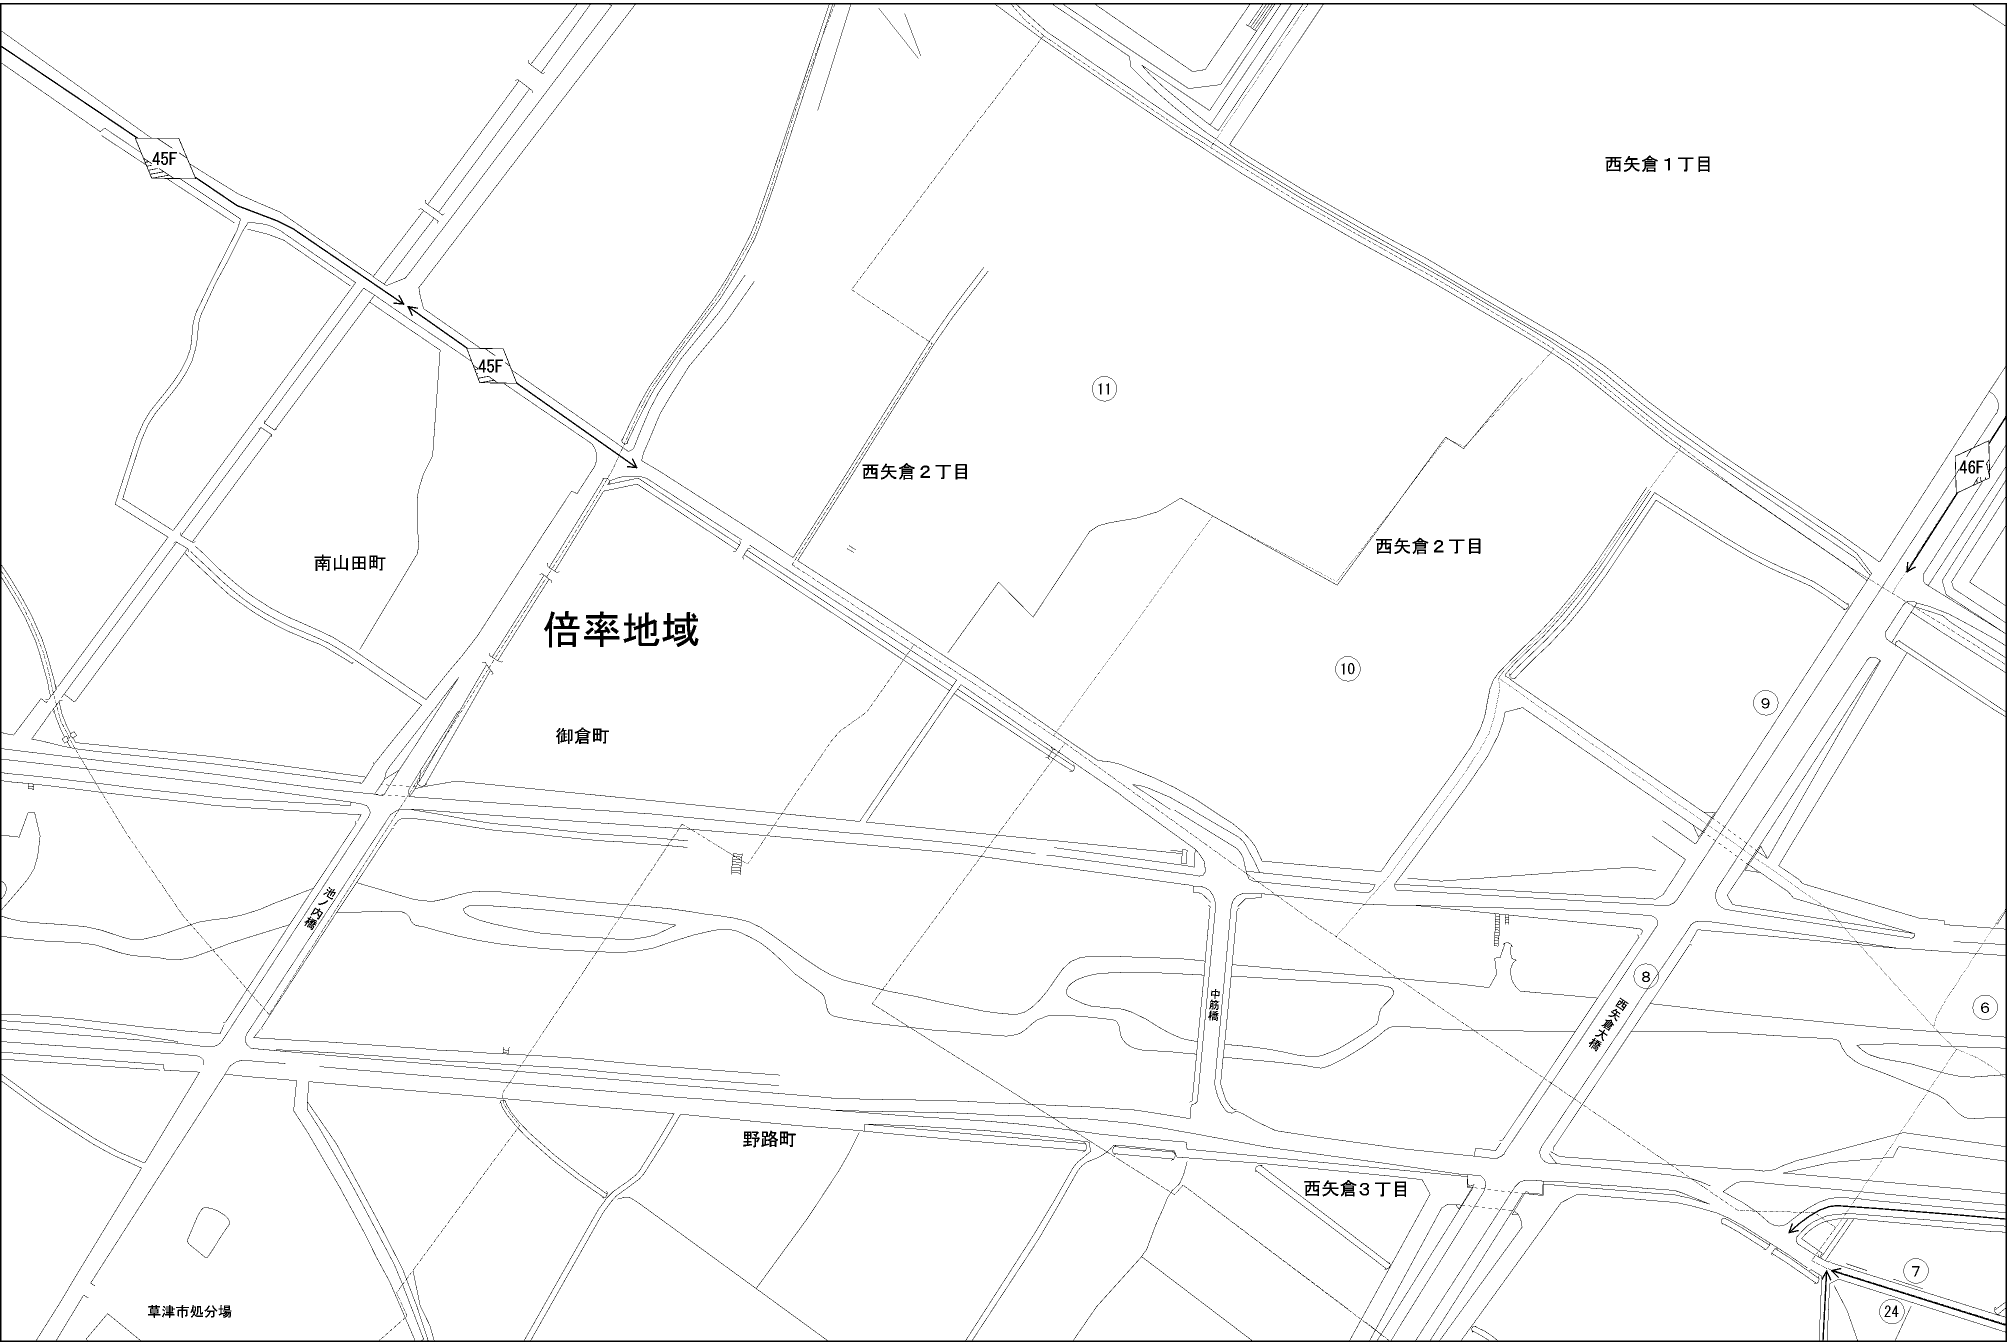 45F
西矢倉１丁目
45F
⑪
西矢倉２丁目
46F
西矢倉２丁目
南山田町
倍率地域
⑩
⑨
御倉町
池ノ内橋
⑧
中筋橋
西矢倉大橋
⑥
野路町
西矢倉３丁目
⑦
草津市処分場
㉔